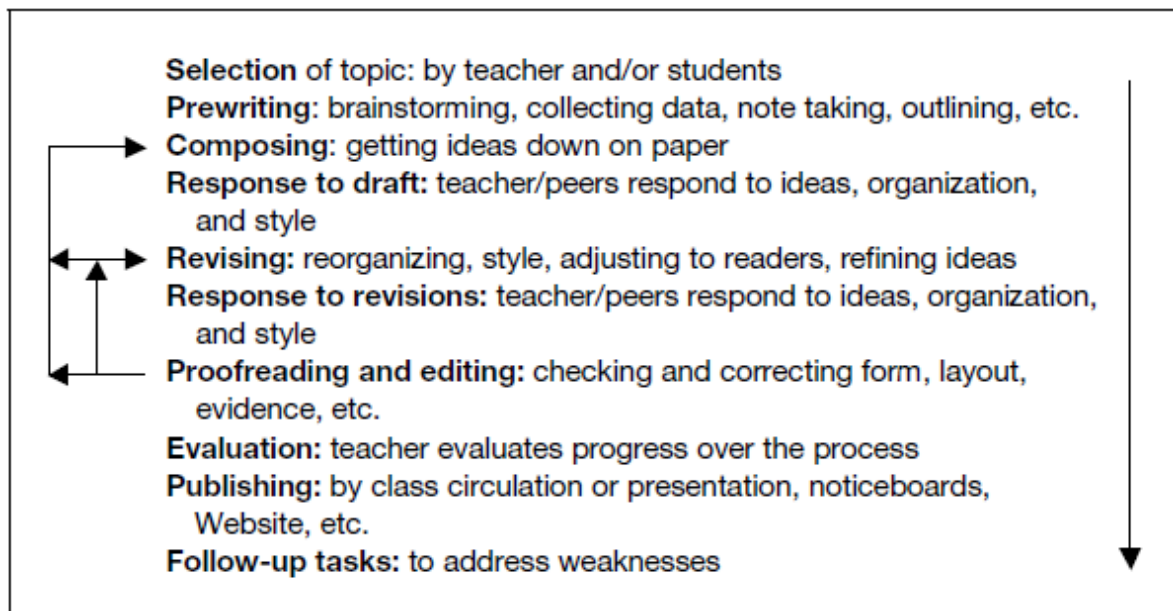 Selection of topic: by teacher and/or students
Prewriting: brainstorming, collecting data, note taking, outlining, etc.
Composing: getting ideas down on paper
Response to draft: teacher/peers respond to ideas, organization,
and style
Revising: reorganizing, style, adjusting to readers, refining ideas
Response to revisions: teacher/peers respond to ideas, organization,
and style
Proofreading and editing: checking and correcting form, layout,
evidence, etc.
Evaluation: teacher evaluates progress over the process
Publishing: by class circulation or presentation, noticeboards,
Website, etc.
Follow-up tasks: to address weaknesses